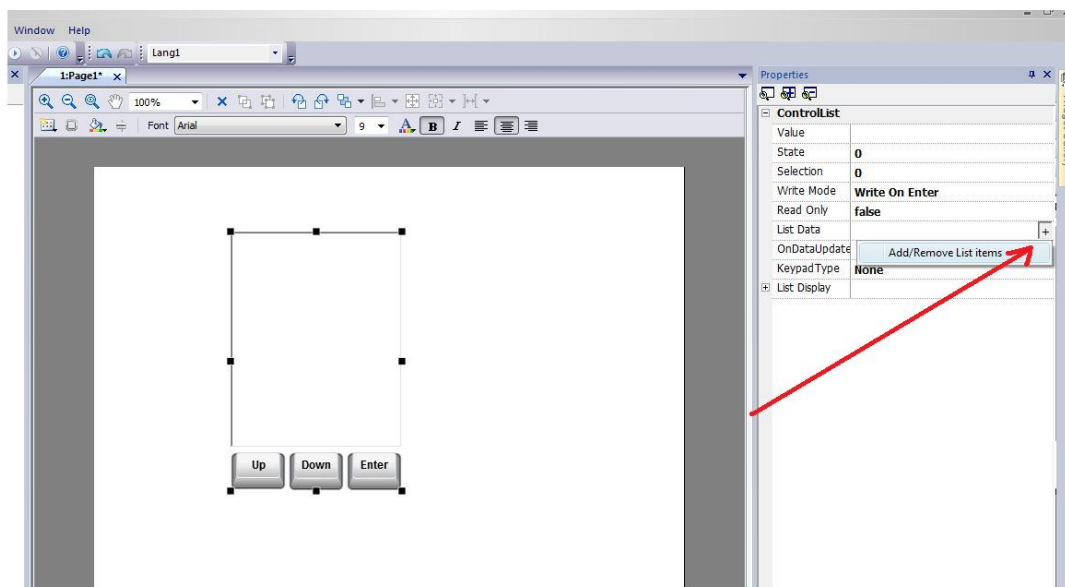 Window Help
Lang1
1:Page1* x
Properties
100%
Font Arial 9 A B I
ControlList
Value
State 0
Selection 0
Write Mode Write On Enter
Read Only false
List Data +
OnDataUpdate
Add/Remove List items
KeypadType None
List Display
Up Down Enter